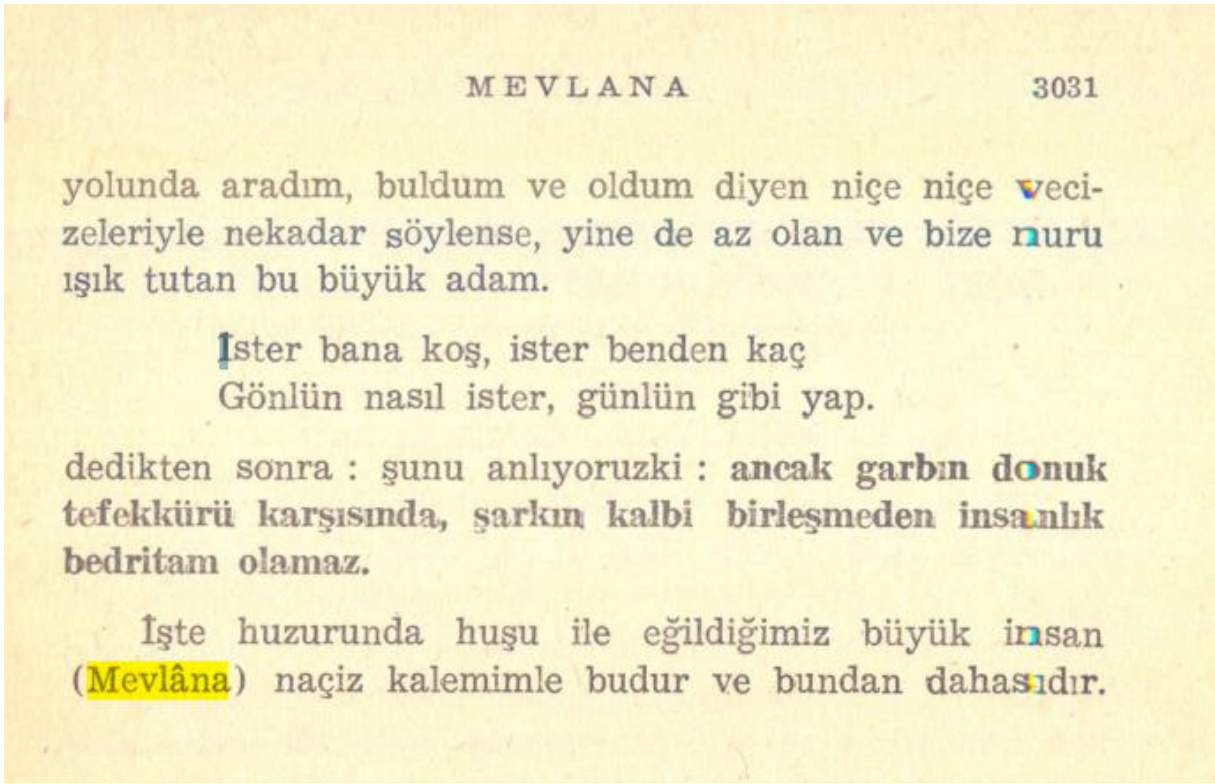 MEVLANA 3031
yolunda aradım, buldum ve oldum diyen niçe niçe veci-
zeleriyle nekadar söylense, yine de az olan ve bize nuru
ışık tutan bu büyük adam.
İster bana koş, ister benden kaç
Gönlün nasıl ister, günlün gibi yap.
dedikten sonra : şunu anlıyoruzki : ancak garbın donuk
tefekkürü karşısında, şarkın kalbi birleşmeden insanlık
bedritam olamaz.
İşte huzurunda huşu ile eğildiğimiz büyük insan
(Mevlâna) naçiz kalemimle budur ve bundan dahasıdır.